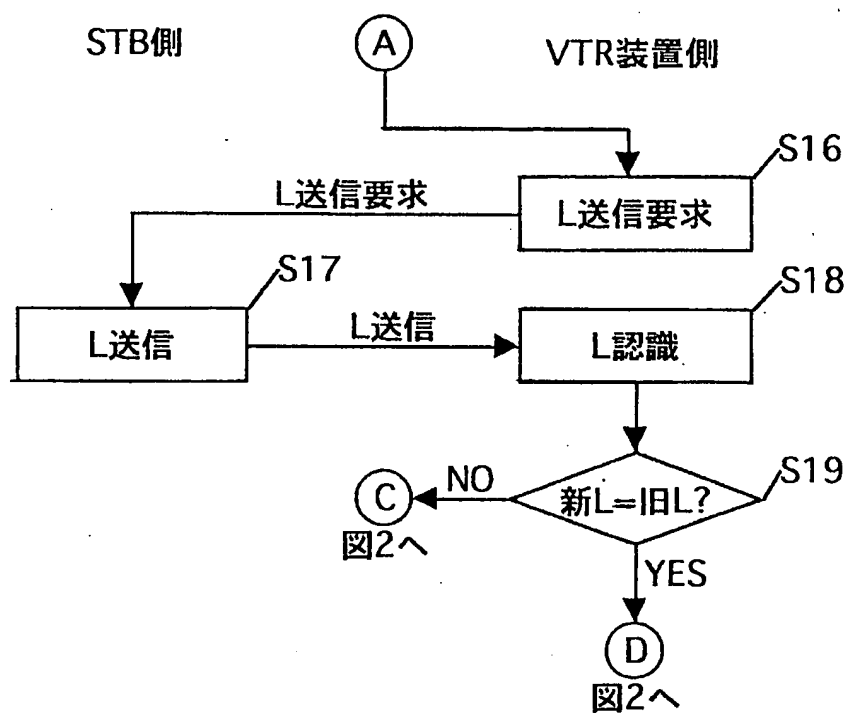 STB側
A
VTR装置側
S16
L送信要求
L送信要求
S17
S18
L送信
L送信
L認識
S19
NO
新L=旧L?
C
図2へ
YES
D
図2へ